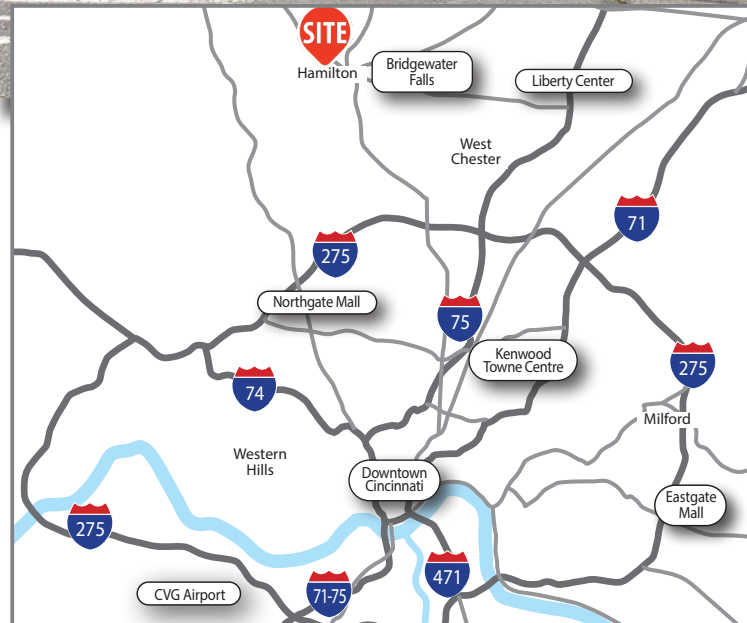 SITE
Hamilton
Bridgewater
Falls
Liberty Center
West
Chester
71
275
Northgate Mall
75
Kenwood
Towne Centre
275
74
Milford
Western
Hills
Downtown
Cincinnati
Eastgate
Mall
275
471
71-75
CVG Airport